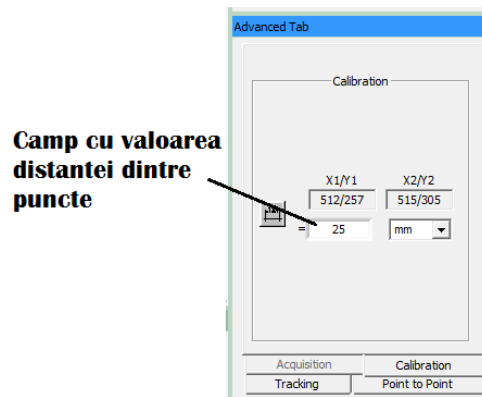 Advanced Tab
Calibration
Camp cu valoarea
distantei dintre
puncte
X1/Y1 X2/Y2
512/257 515/305
= 25 mm
Acquisition Calibration
Tracking Point to Point